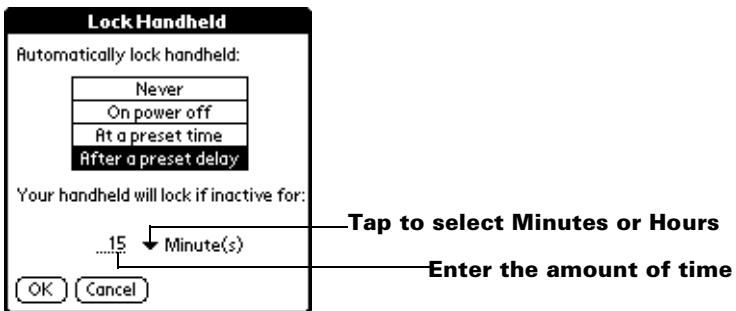 Lock Handheld
Automatically lock handheld:
Never
On power off
At a preset time
After a preset delay
Your handheld will lock if inactive for:
15 Minute(s)
Tap to select Minutes or Hours
Enter the amount of time
OK Cancel